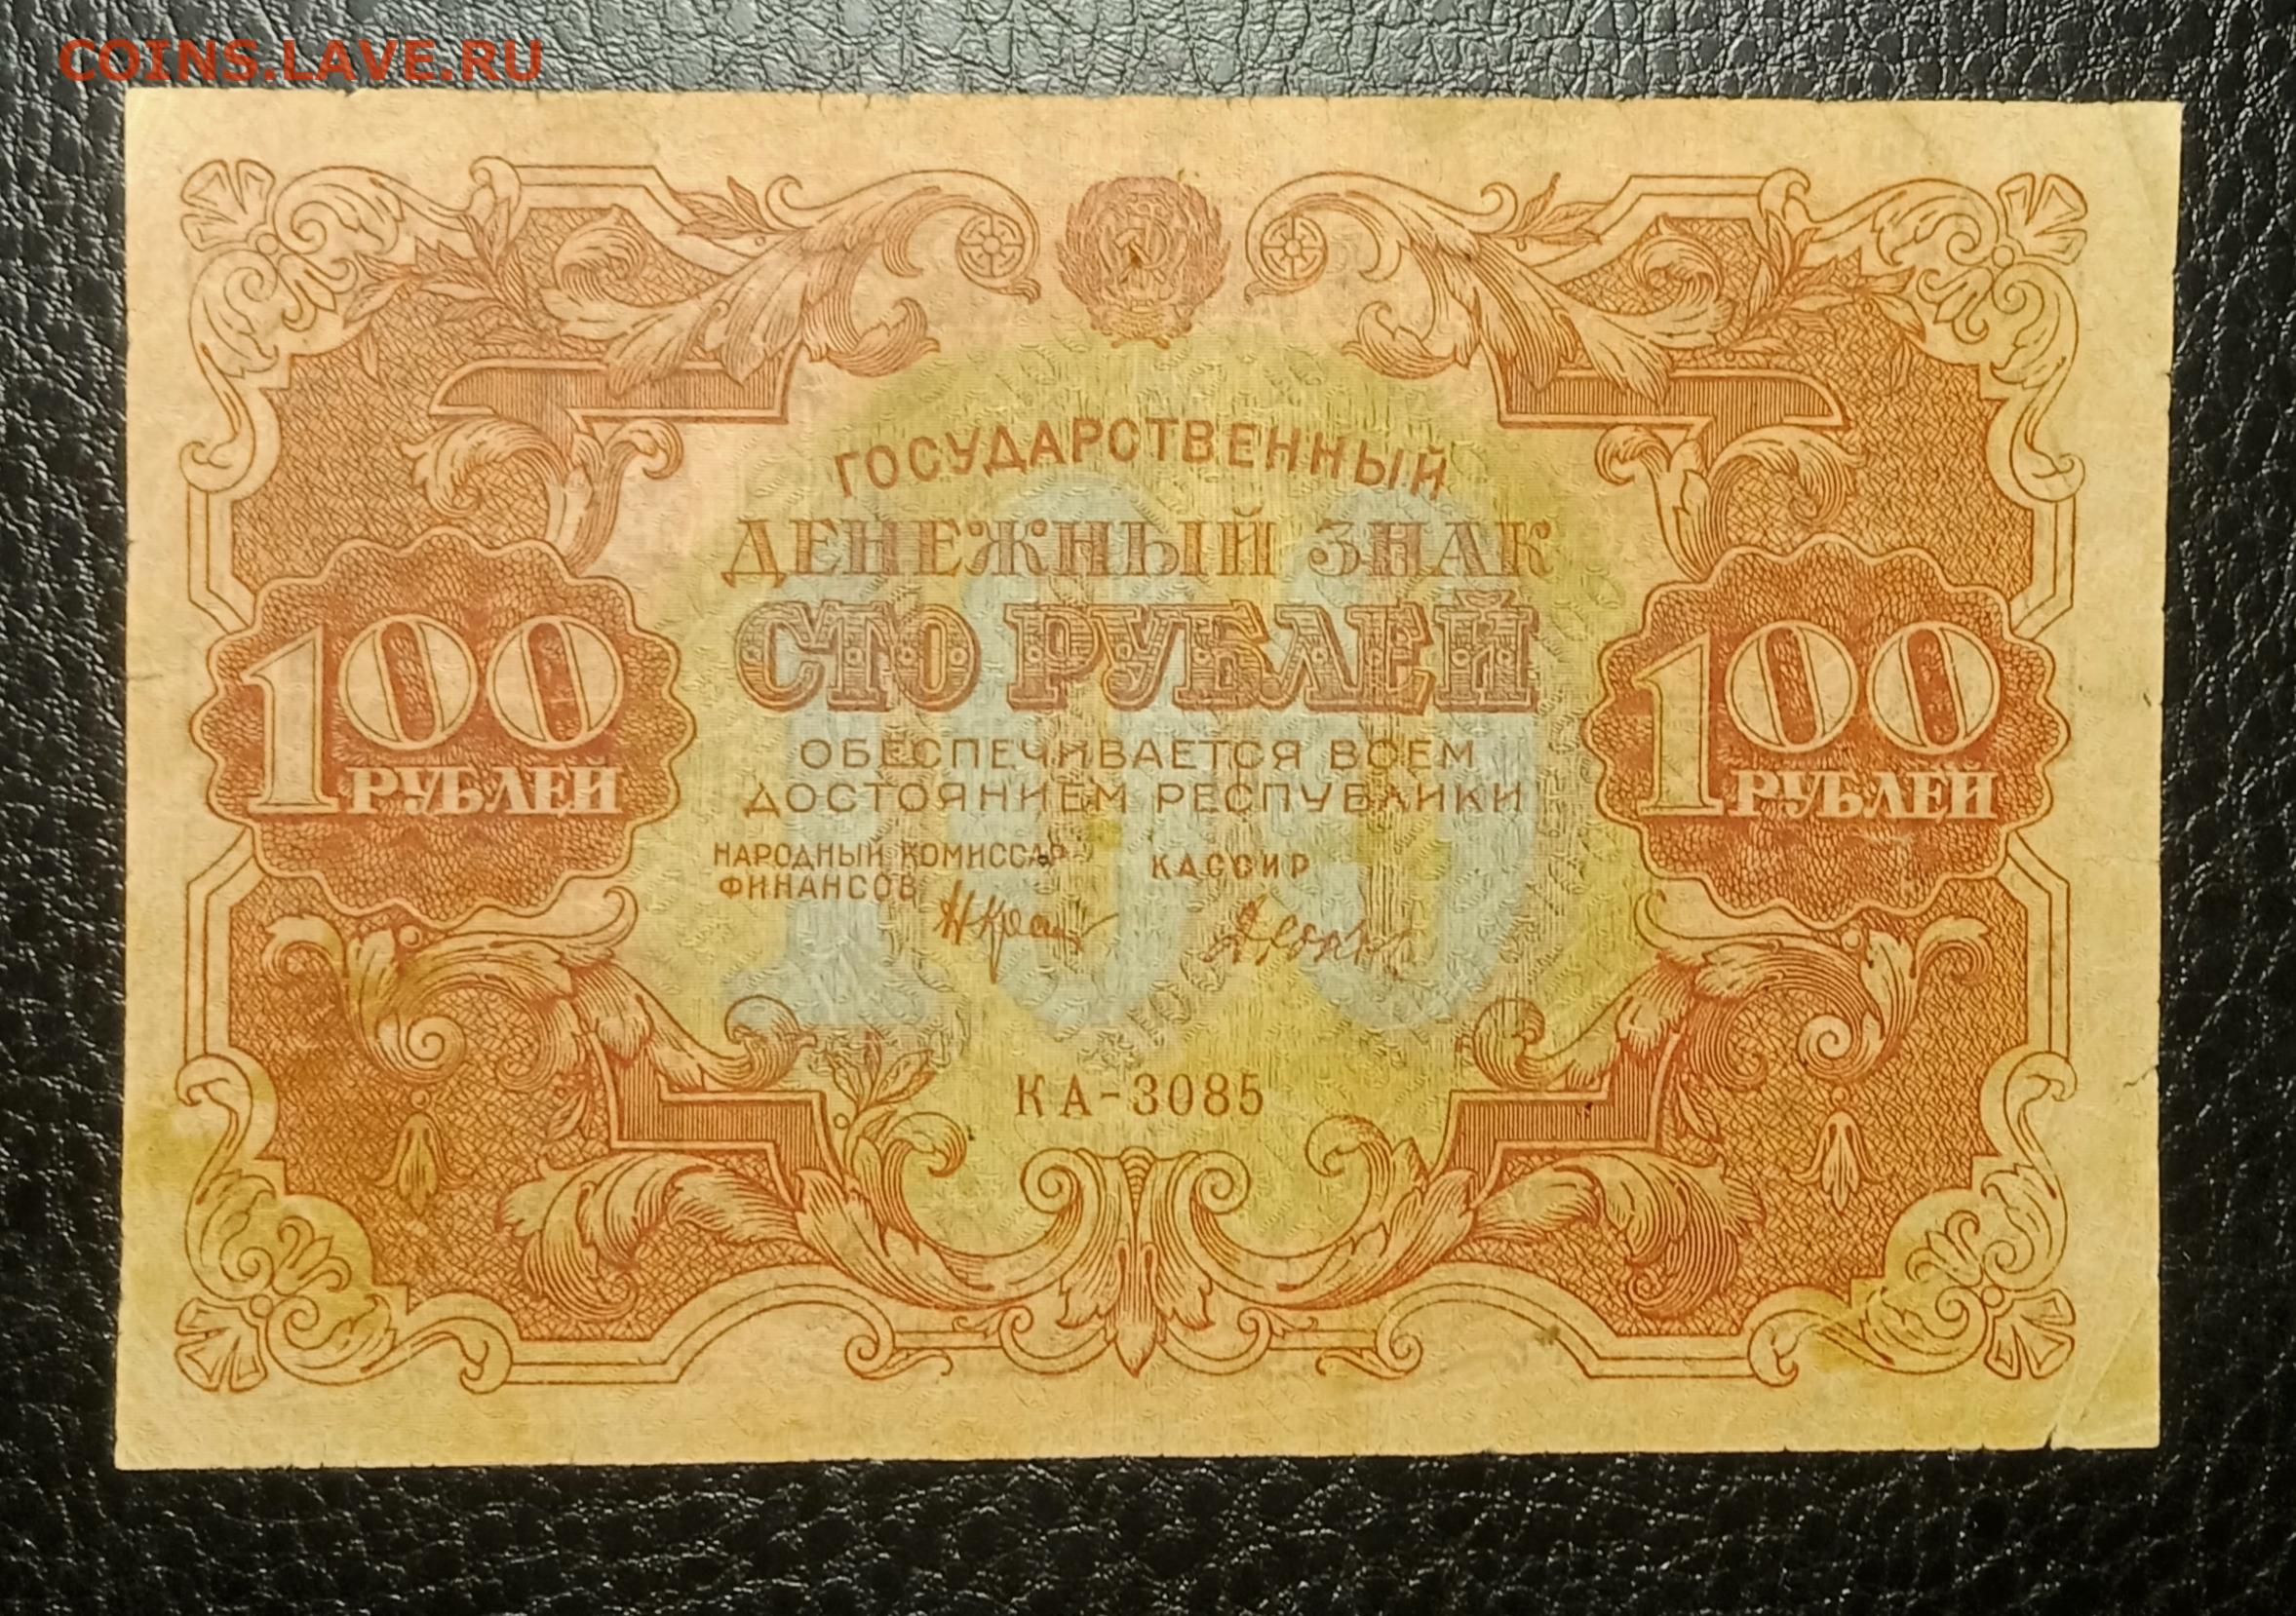 COINS.LAVE.RU
ГОСУДАРСТВЕННЫЙ
ДЕНЕЖНЫЙ ЗНАК
СТО РУБЛЕЙ
100
РУБЛЕЙ
100
РУБЛЕЙ
ОБЕСПЕЧИВАЕТСЯ ВСЕМ
ДОСТОЯНИЕМ РЕСПУБЛИКИ
НАРОДНЫЙ КОМИССАР
ФИНАНСОВ
КАССИР
100
КА-3085